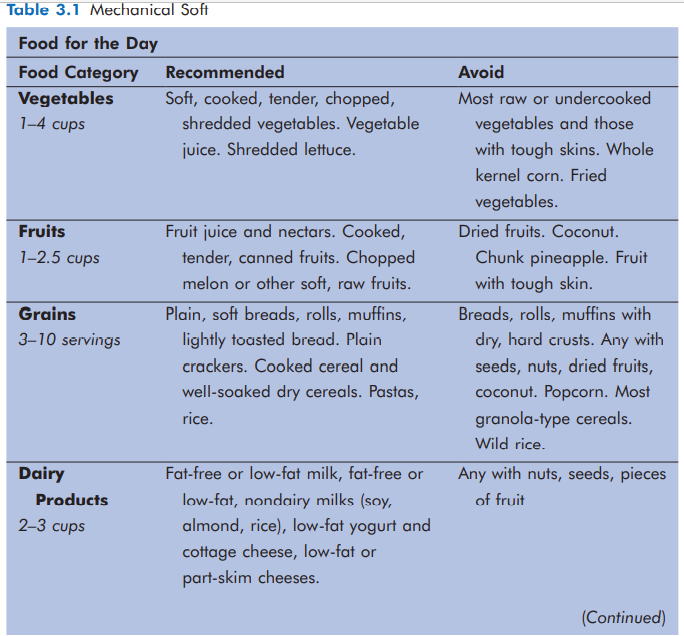 Table 3.1 Mechanical Soft
Food for the Day
Food Category Recommended Avoid
Vegetables
1–4 cups
Soft, cooked, tender, chopped,
shredded vegetables. Vegetable
juice. Shredded lettuce.
Most raw or undercooked
vegetables and those
with tough skins. Whole
kernel corn. Fried
vegetables.
Fruits
1–2.5 cups
Fruit juice and nectars. Cooked,
tender, canned fruits. Chopped
melon or other soft, raw fruits.
Dried fruits. Coconut.
Chunk pineapple. Fruit
with tough skin.
Grains
3–10 servings
Plain, soft breads, rolls, muffins,
lightly toasted bread. Plain
crackers. Cooked cereal and
well-soaked dry cereals. Pastas,
rice.
Breads, rolls, muffins with
dry, hard crusts. Any with
seeds, nuts, dried fruits,
coconut. Popcorn. Most
granola-type cereals.
Wild rice.
Dairy
Products
2–3 cups
Fat-free or low-fat milk, fat-free or
low-fat, nondairy milks (soy,
almond, rice), low-fat yogurt and
cottage cheese, low-fat or
part-skim cheeses.
Any with nuts, seeds, pieces
of fruit
(Continued)